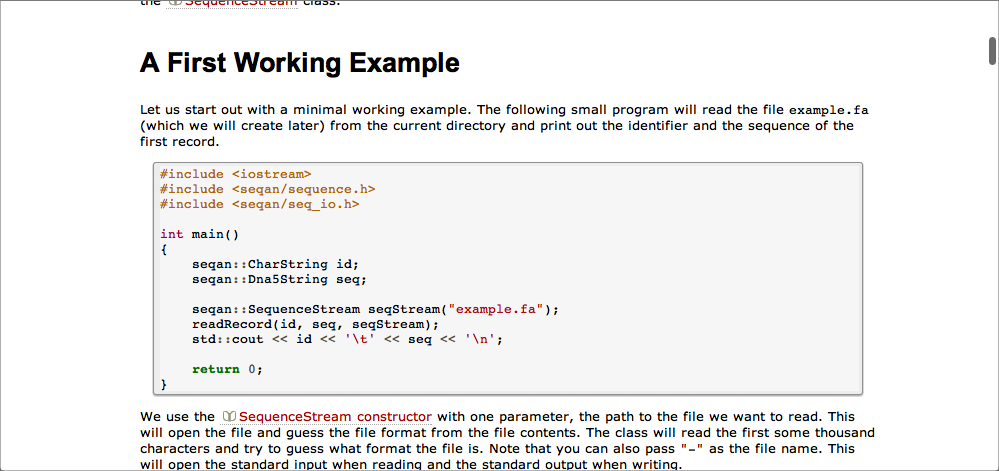 the SequenceStream class.
A First Working Example
Let us start out with a minimal working example. The following small program will read the file example.fa
(which we will create later) from the current directory and print out the identifier and the sequence of the
first record.
#include <iostream>
#include <seqan/sequence.h>
#include <seqan/seq_io.h>
int main()
{
    seqan::CharString id;
    seqan::Dna5String seq;
    seqan::SequenceStream seqStream("example.fa");
    readRecord(id, seq, seqStream);
    std::cout << id << '\t' << seq << '\n';
    return 0;
}
We use the SequenceStream constructor with one parameter, the path to the file we want to read. This
will open the file and guess the file format from the file contents. The class will read the first some thousand
characters and try to guess what format the file is. Note that you can also pass "-" as the file name. This
will open the standard input when reading and the standard output when writing.